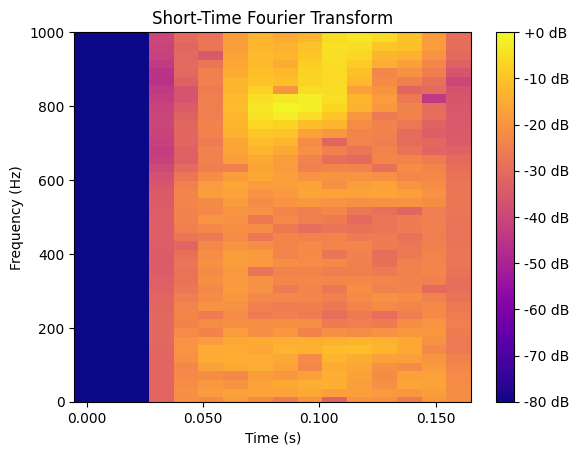 Short-Time Fourier Transform
1000
800
600
400
200
0
Frequency (Hz)
0.000
0.050
0.100
0.150
Time (s)
+0 dB
-10 dB
-20 dB
-30 dB
-40 dB
-50 dB
-60 dB
-70 dB
-80 dB